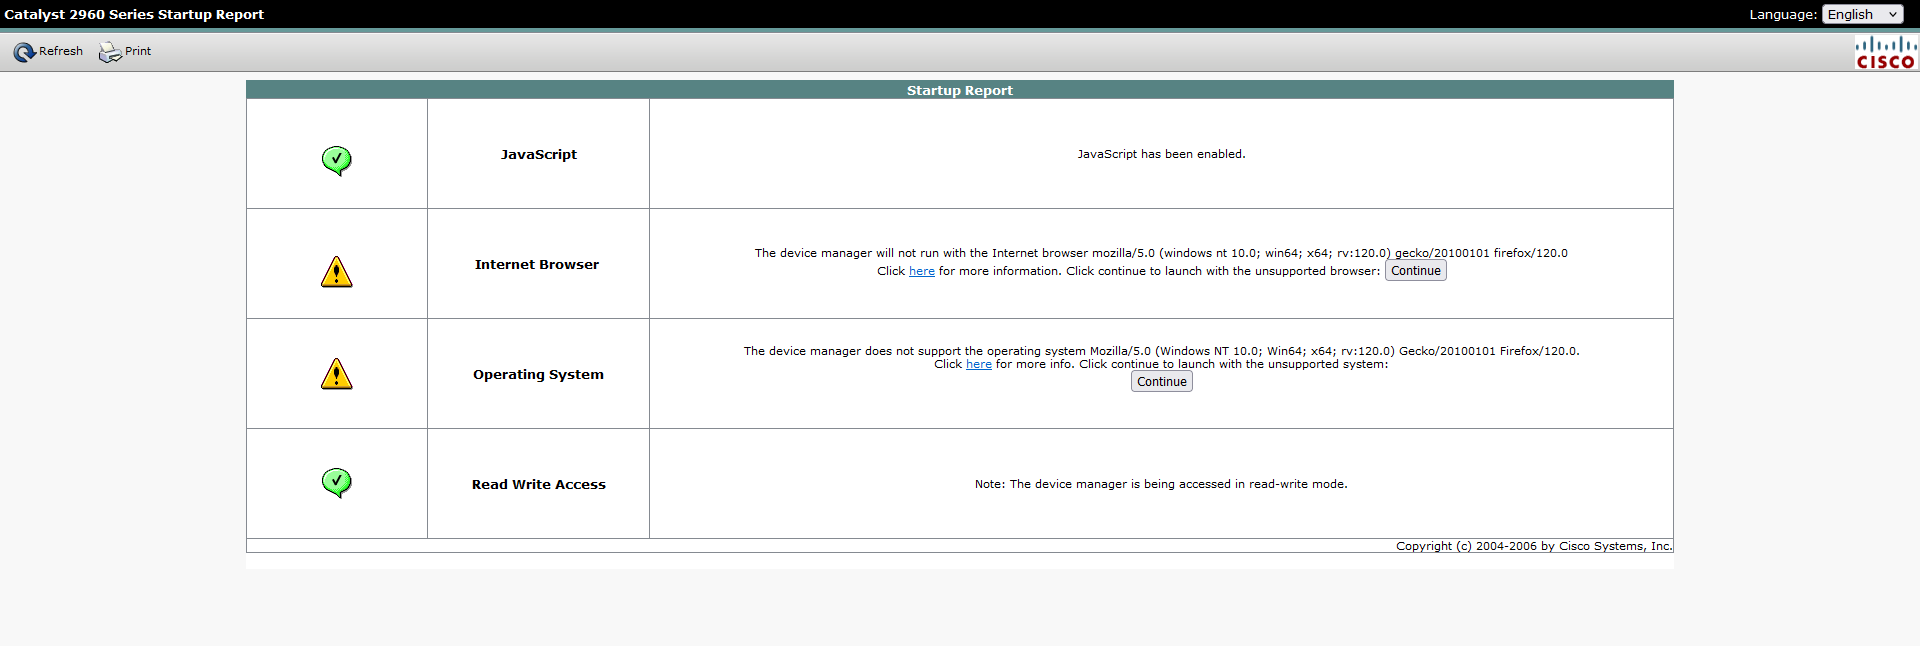 Catalyst 2960 Series Startup Report
Language: English
Refresh Print
CISCO
Startup Report
JavaScript
JavaScript has been enabled.
Internet Browser
The device manager will not run with the Internet browser mozilla/5.0 (windows nt 10.0; win64; x64; rv:120.0) gecko/20100101 firefox/120.0
Click here for more information. Click continue to launch with the unsupported browser: Continue
Operating System
The device manager does not support the operating system Mozilla/5.0 (Windows NT 10.0; Win64; x64; rv:120.0) Gecko/20100101 Firefox/120.0.
Click here for more info. Click continue to launch with the unsupported system:
Continue
Read Write Access
Note: The device manager is being accessed in read-write mode.
Copyright (c) 2004-2006 by Cisco Systems, Inc.